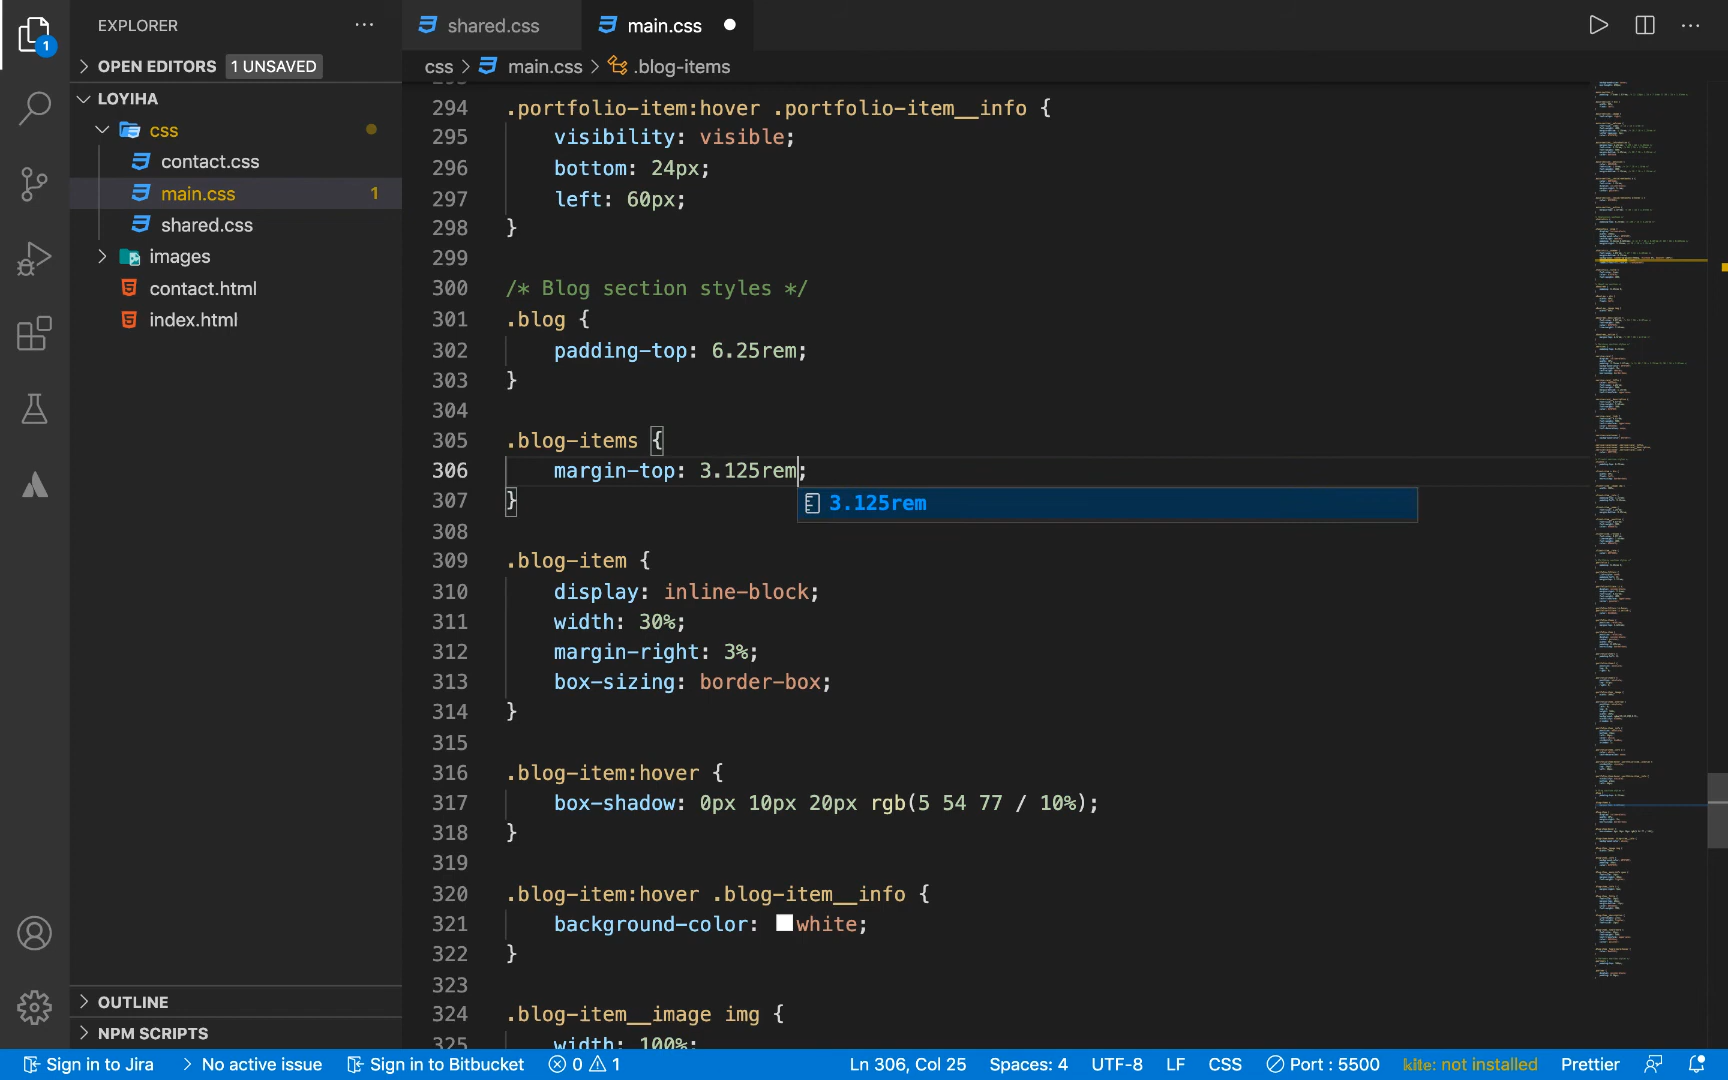 EXPLORER
shared.css
main.css
1
OPEN EDITORS 1 UNSAVED
css > main.css > .blog-items
LOYIHA
css
contact.css
main.css 1
shared.css
images
contact.html
index.html
294 .portfolio-item:hover .portfolio-item__info {
295 visibility: visible;
296 bottom: 24px;
297 left: 60px;
298 }
299
300 /* Blog section styles */
301 .blog {
302 padding-top: 6.25rem;
303 }
304
305 .blog-items {
306 margin-top: 3.125rem;
3.125rem
307 }
308
309 .blog-item {
310 display: inline-block;
311 width: 30%;
312 margin-right: 3%;
313 box-sizing: border-box;
314 }
315
316 .blog-item:hover {
317 box-shadow: 0px 10px 20px rgb(5 54 77 / 10%);
318 }
319
320 .blog-item:hover .blog-item__info {
321 background-color: white;
322 }
323
324 .blog-item__image img {
325 width: 100%;
OUTLINE
NPM SCRIPTS
Sign in to Jira > No active issue Sign in to Bitbucket 0 1 Ln 306, Col 25 Spaces: 4 UTF-8 LF CSS Port : 5500 kite: not installed Prettier